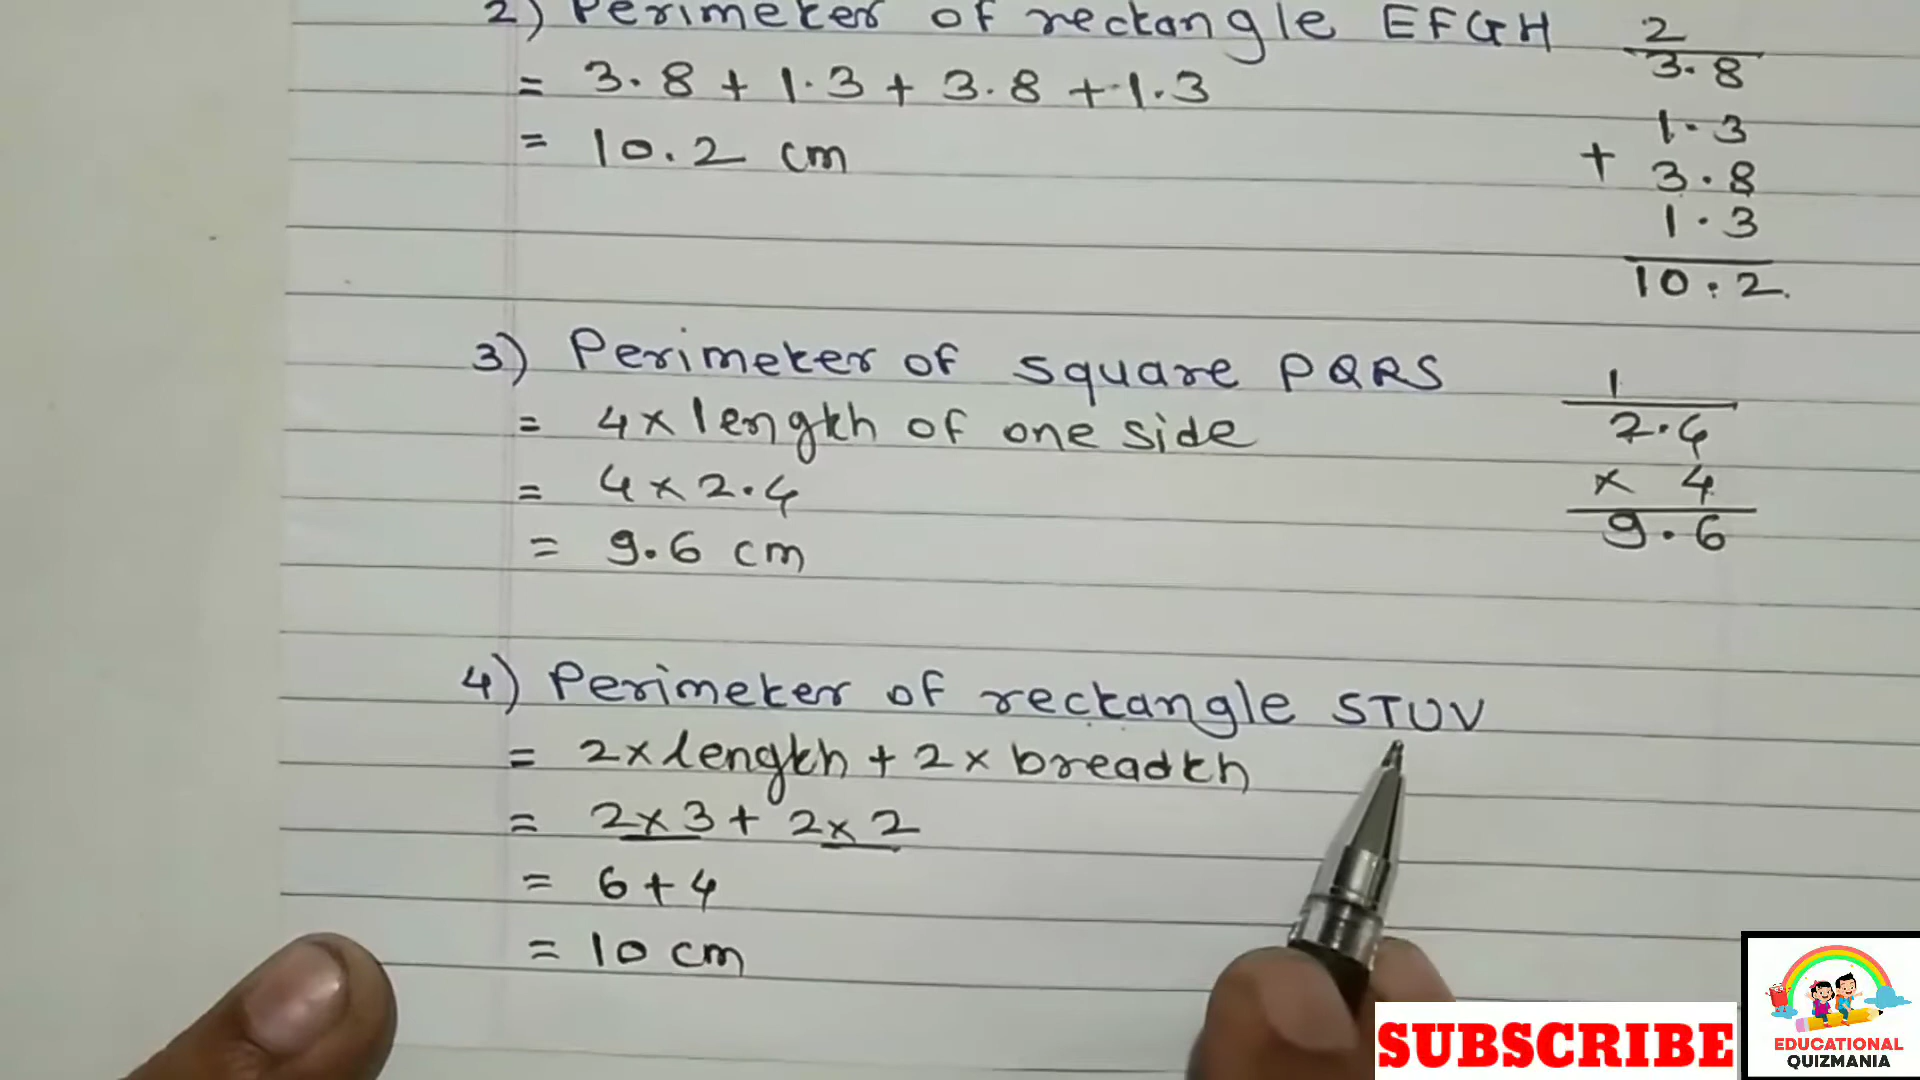 2) Perimeter of rectangle EFGH
= 3.8 + 1.3 + 3.8 + 1.3
= 10.2 cm
2
3.8
1.3
+ 3.8
1.3
10.2
3) Perimeter of square PQRS
= 4 × length of one side
= 4 × 2.4
= 9.6 cm
1
2.4
× 4
9.6
4) Perimeter of rectangle STUV
= 2 × length + 2 × breadth
= 2 × 3 + 2 × 2
= 6 + 4
= 10 cm
SUBSCRIBE
EDUCATIONAL
QUIZMANIA